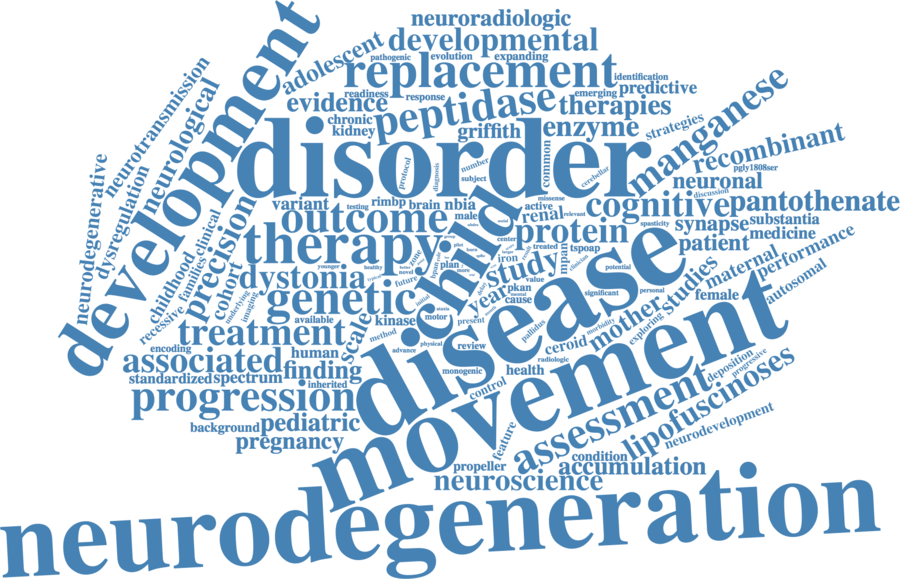 neuroradiologic
developmental
adolescent
pathogenic
evolution
expanding
replacement
identification
readiness
response
emerging
predictive
evidence
peptidase
therapies
chronic
kidney
griffith
enzyme
strategies
development
neurotransmission
neurological
dysregulation
neurodegenerative
disorder
protocol
diagnosis
number
subject
common
cerebellar
manganese
recombinant
pgly1808ser
neuronal
discussion
missense
variant
testing
rimbp
brain
nbia
male
active
renal
relevant
cognitive
pantothenate
outcome
child
protein
spasticity
synapse
substantia
medicine
patient
performance
precision
clinical
childhood
families
recessive
cohort
therapy
zone
center
iron
treated
tspoap
study
clinician
mpan
maternal
autosomal
dystonia
younger
healthy
novel
future
plan
value
potential
underlying
imaging
genetic
year
pkan
mental
cause
significant
personal
disease
studies
female
mother
exploring
available
kinase
motor
initial
present
pallidus
morbidity
treatment
scale
method
encoding
human
advance
physical
review
ceroid
radiologic
associated
finding
standardized
spectrum
inherited
monogenic
health
control
movement
deposition
progressive
progression
assessment
lipofuscinoses
background
pediatric
pregnancy
feature
neurodevelopment
condition
propeller
accumulation
neuroscience
neurodegeneration